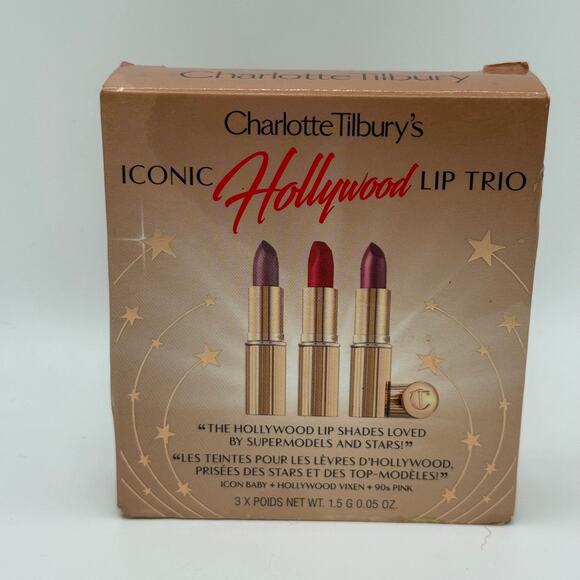 Charlotte Tilbury
Charlotte Tilbury's
ICONIC Hollywood LIP TRIO
"THE HOLLYWOOD LIP SHADES LOVED
BY SUPERMODELS AND STARS!"
"LES TEINTES POUR LES LÈVRES D'HOLLYWOOD,
PRISÉES DES STARS ET DES TOP-MODÈLES!"
ICON BABY + HOLLYWOOD VIXEN + 90s PINK
3 X POIDS NET WT. 1.5 G 0.05 OZ.